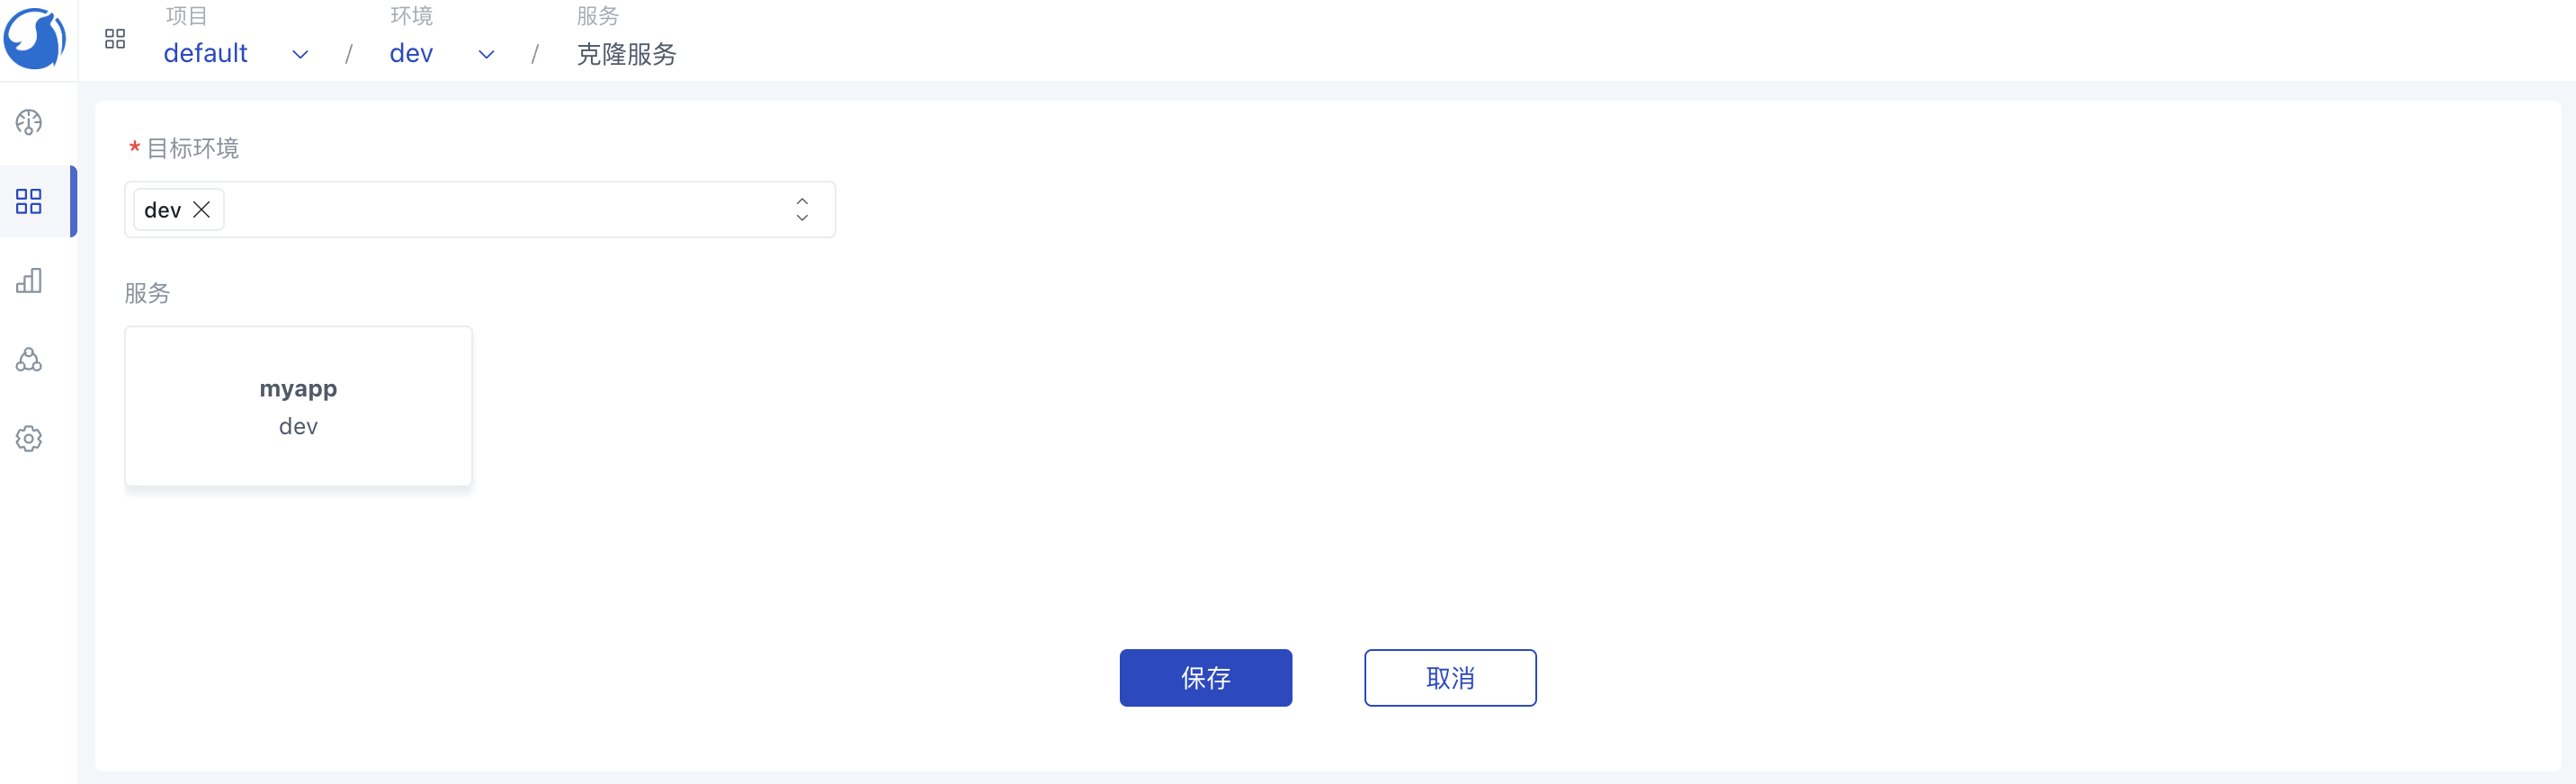 项目 环境 服务
default / dev / 克隆服务
* 目标环境
dev
服务
myapp
dev
保存 取消